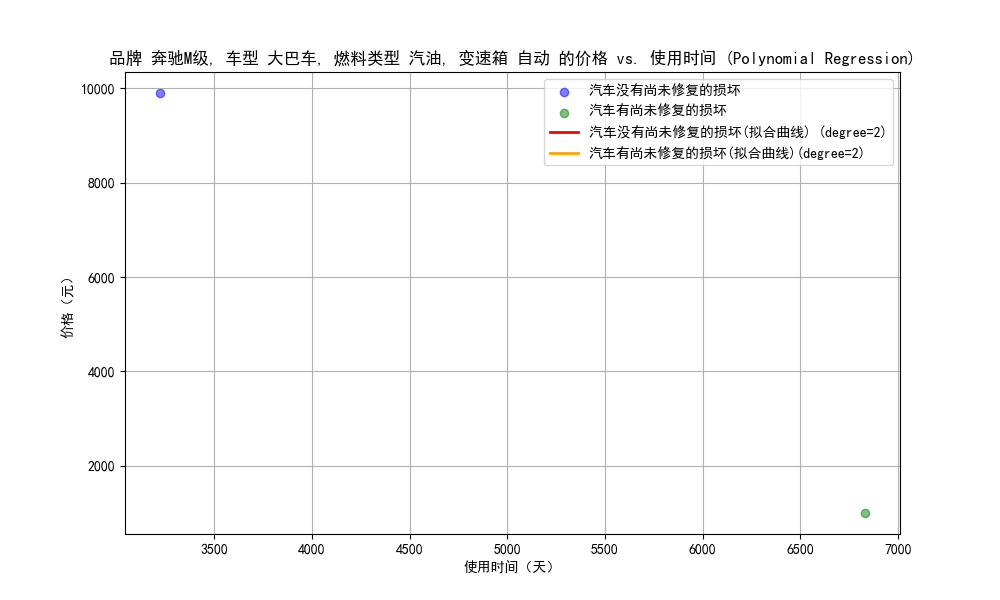 品牌 奔驰M级, 车型 大巴车, 燃料类型 汽油, 变速箱 自动 的价格 vs. 使用时间 (Polynomial Regression)
汽车没有尚未修复的损坏
汽车有尚未修复的损坏
汽车没有尚未修复的损坏(拟合曲线) (degree=2)
汽车有尚未修复的损坏(拟合曲线)(degree=2)
价格（元）
10000
8000
6000
4000
2000
3500 4000 4500 5000 5500 6000 6500 7000
使用时间（天）